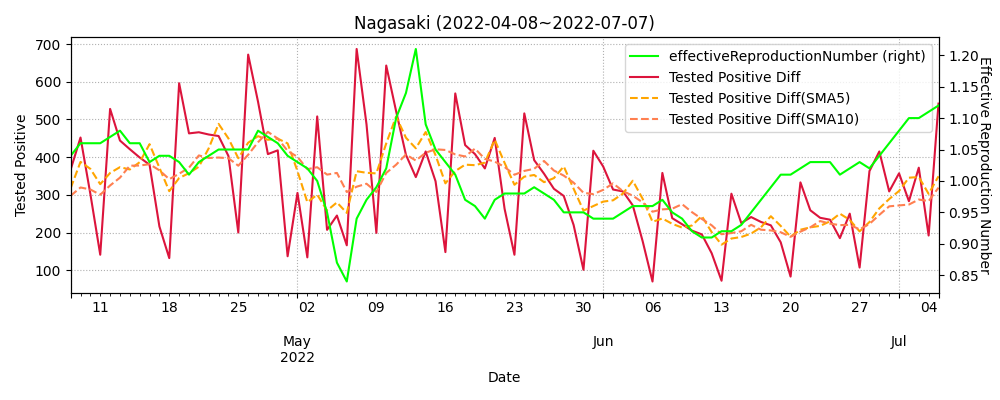 Nagasaki (2022-04-08~2022-07-07)
effectiveReproductionNumber (right)
Tested Positive Diff
Tested Positive Diff(SMA5)
Tested Positive Diff(SMA10)
Tested Positive
700
600
500
400
300
200
100
1.20
1.15
1.10
1.05
1.00
0.95
0.90
0.85
Effective Reproduction Number
11 18 25 02 09 16 23 30 06 13 20 27 04
May Jun Jul
2022
Date